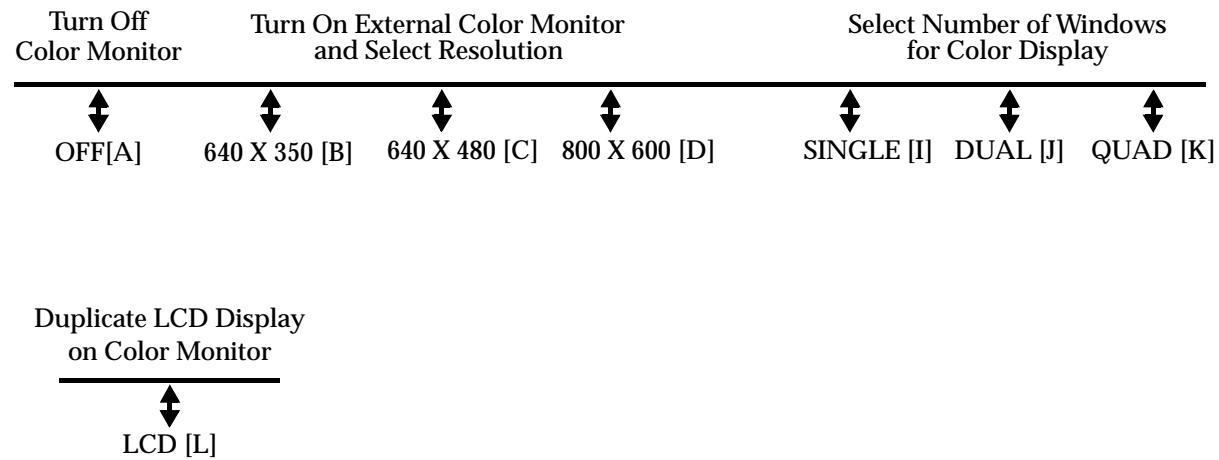 Turn Off
Color Monitor
Turn On External Color Monitor
and Select Resolution
Select Number of Windows
for Color Display
OFF[A]
640 X 350 [B]
640 X 480 [C]
800 X 600 [D]
SINGLE [I]
DUAL [J]
QUAD [K]
Duplicate LCD Display
on Color Monitor
LCD [L]